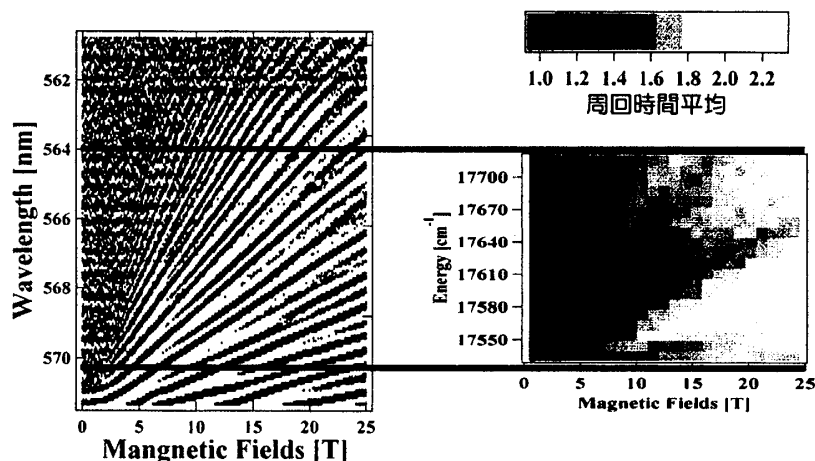 562
564
566
568
570
Wavelength [nm]
0 5 10 15 20 25
Mangnetic Fields [T]
1.0 1.2 1.4 1.6 1.8 2.0 2.2
周回時間平均
17700
17670
17640
17610
17580
17550
Energy [cm⁻¹]
0 5 10 15 20 25
Magnetic Fields [T]